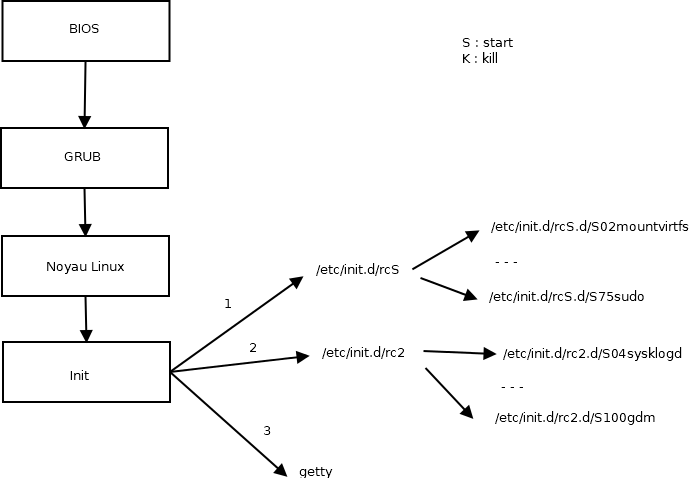 BIOS
S : start
K : kill
GRUB
Noyau Linux
Init
1
2
3
/etc/init.d/rcS
/etc/init.d/rcS.d/S02mountvirtfs
- - -
/etc/init.d/rcS.d/S75sudo
/etc/init.d/rc2
/etc/init.d/rc2.d/S04sysklogd
- - -
/etc/init.d/rc2.d/S100gdm
getty